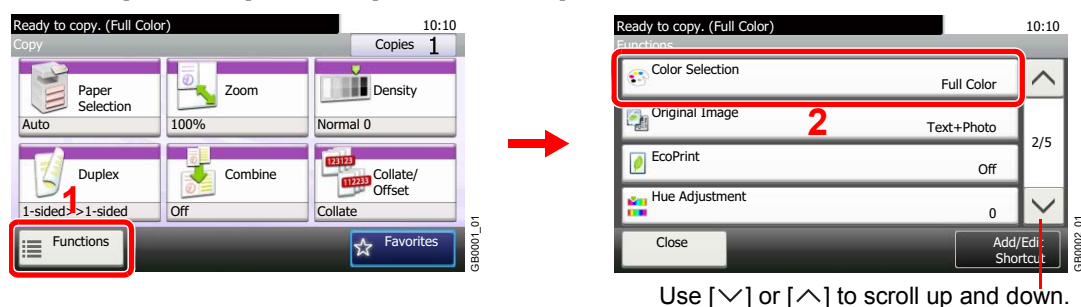 Ready to copy. (Full Color) 10:10
Copy Copies 1
Paper Selection
Auto
Zoom
100%
Density
Normal 0
Duplex
1-sided>>1-sided
Combine
Off
123123
112233
Collate/
Offset
Collate
1
Functions
Favorites
GB0001_01
Ready to copy. (Full Color) 10:10
Functions
Color Selection
Full Color
Original Image
Text+Photo
2
EcoPrint
Off
Hue Adjustment
0
2/5
Close
Add/Edit
Shortcut
GB0002_01
Use [∨] or [∧] to scroll up and down.